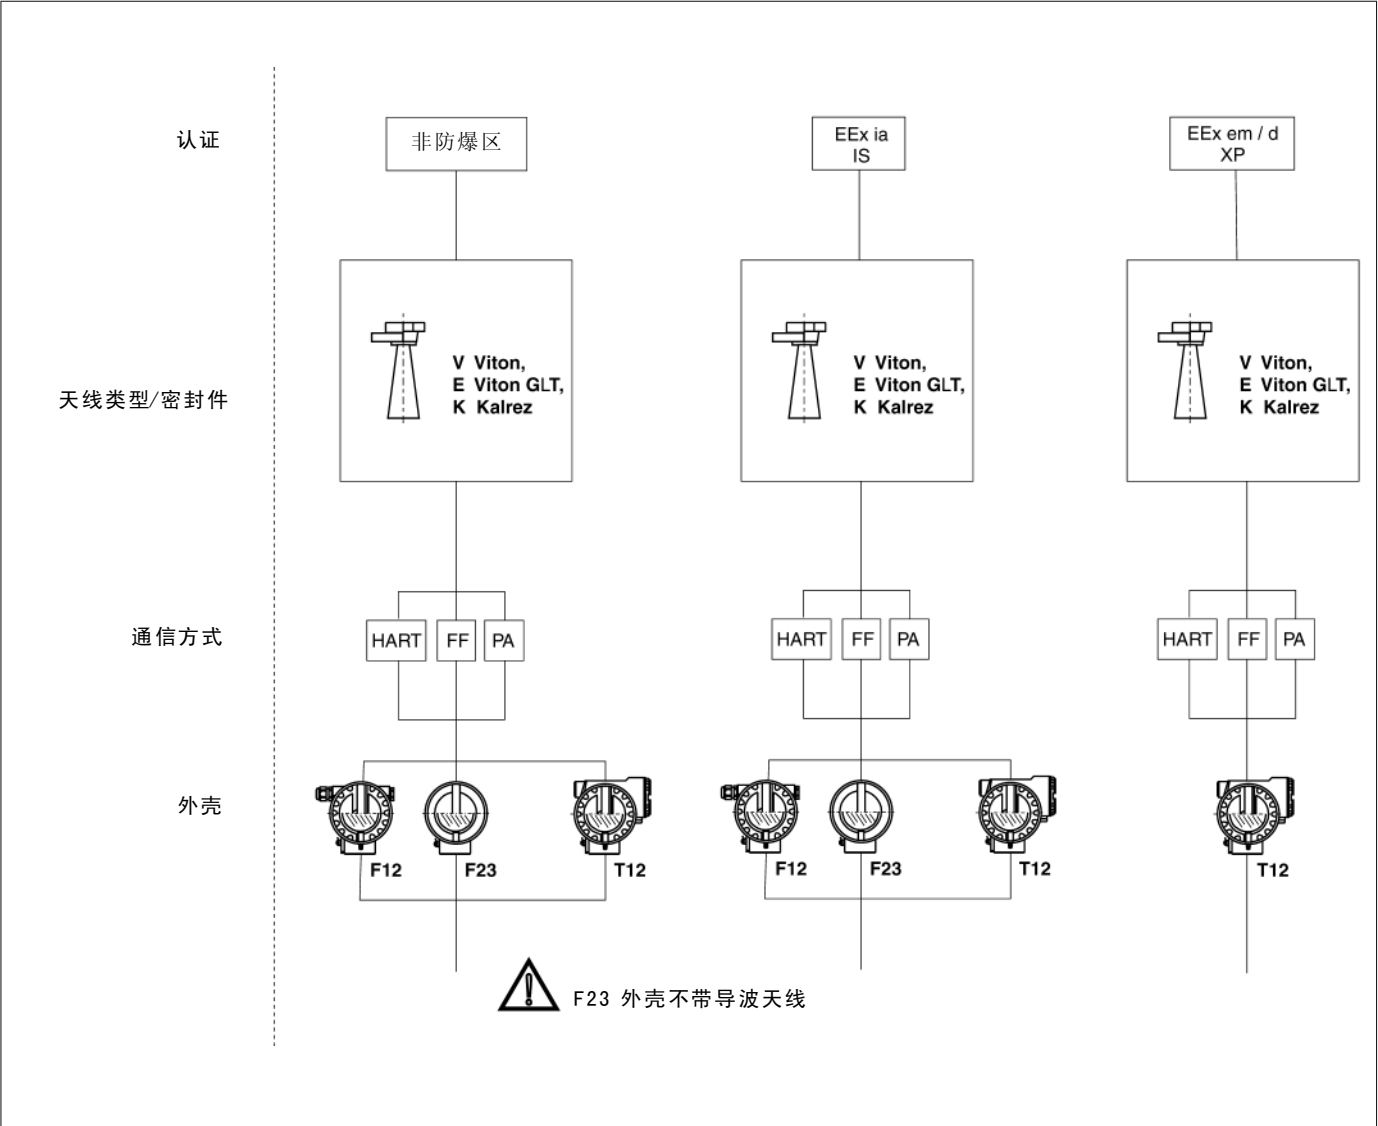 认证
非防爆区
EEx ia
IS
EEx em / d
XP
天线类型/密封件
V Viton,
E Viton GLT,
K Kalrez
V Viton,
E Viton GLT,
K Kalrez
V Viton,
E Viton GLT,
K Kalrez
通信方式
HART
FF
PA
HART
FF
PA
HART
FF
PA
外壳
F12
F23
T12
F12
F23
T12
T12
F23 外壳不带导波天线